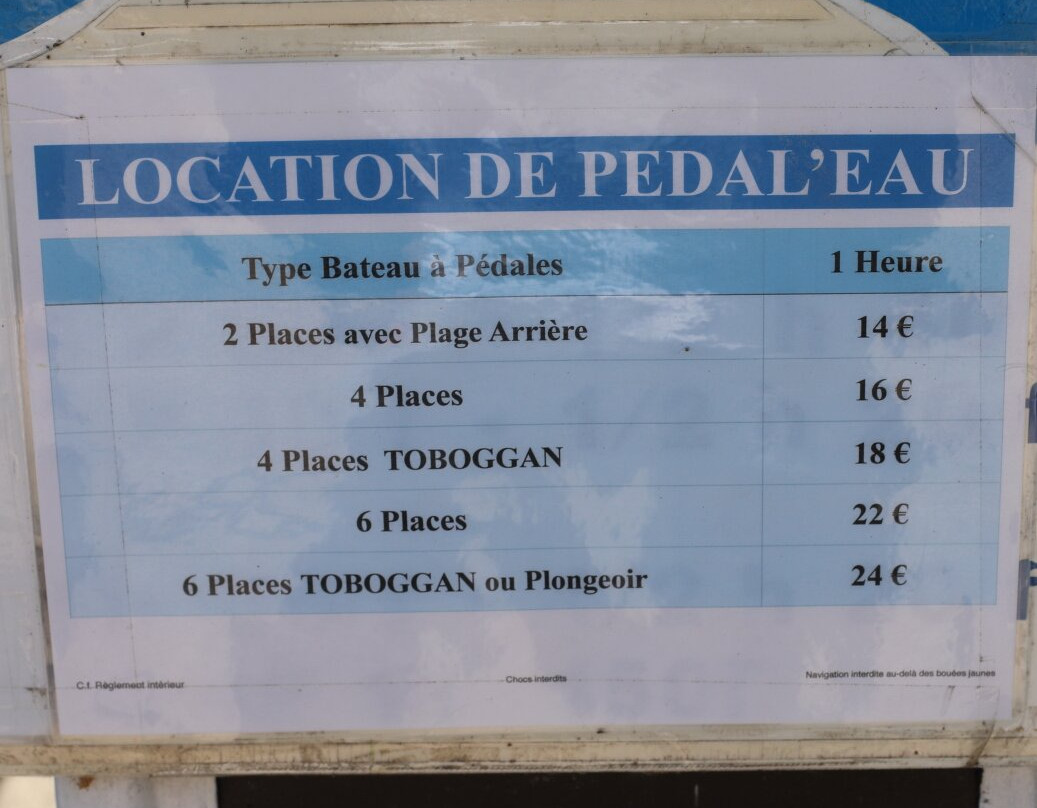 LOCATION DE PEDAL'EAU
Type Bateau à Pédales 1 Heure
2 Places avec Plage Arrière 14 €
4 Places 16 €
4 Places TOBOGGAN 18 €
6 Places 22 €
6 Places TOBOGGAN ou Plongeoir 24 €
C.f. Règlement intérieur Chocs interdits Navigation interdite au-delà des bouées jaunes